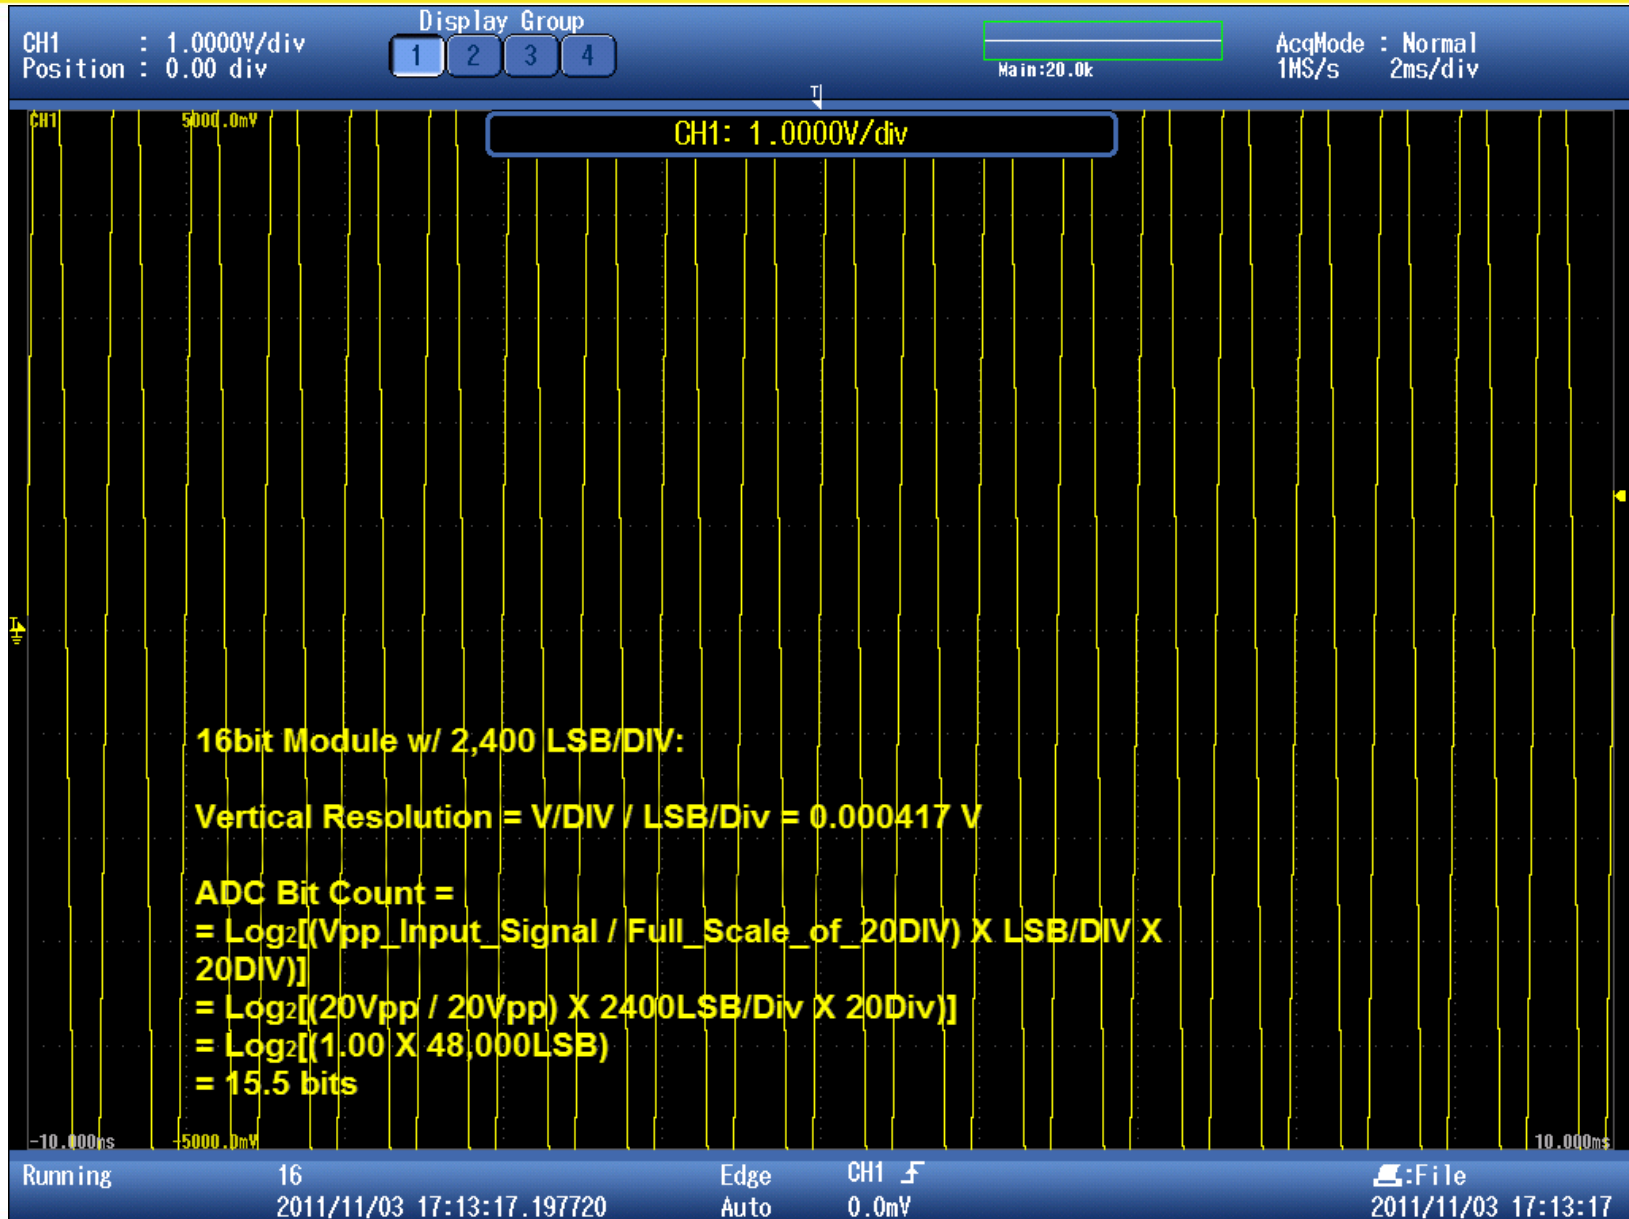 Display Group
CH1 : 1.0000V/div
Position : 0.00 div
1 2 3 4
Main:20.0k
AcqMode : Normal
1MS/s 2ms/div
T
CH1 5000.0mV
CH1: 1.0000V/div
T
16bit Module w/ 2,400 LSB/DIV:
Vertical Resolution = V/DIV / LSB/Div = 0.000417 V
ADC Bit Count =
= Log2[(Vpp_Input_Signal / Full_Scale_of_20DIV) X LSB/DIV X
20DIV)]
= Log2[(20Vpp / 20Vpp) X 2400LSB/Div X 20Div)]
= Log2[(1.00 X 48,000LSB)
= 15.5 bits
-10.000ms -5000.0mV 10.000ms
Running 16 Edge CH1 :File
2011/11/03 17:13:17.197720 Auto 0.0mV 2011/11/03 17:13:17